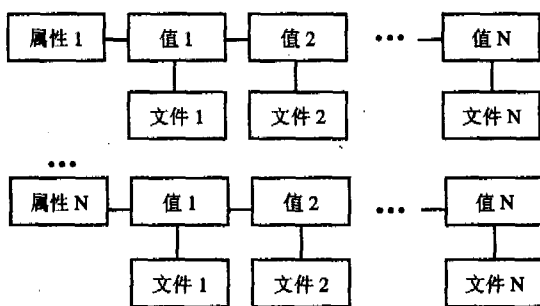 属性 1 值 1 值 2 ••• 值 N
文件 1 文件 2 文件 N
•••
属性 N 值 1 值 2 ••• 值 N
文件 1 文件 2 文件 N